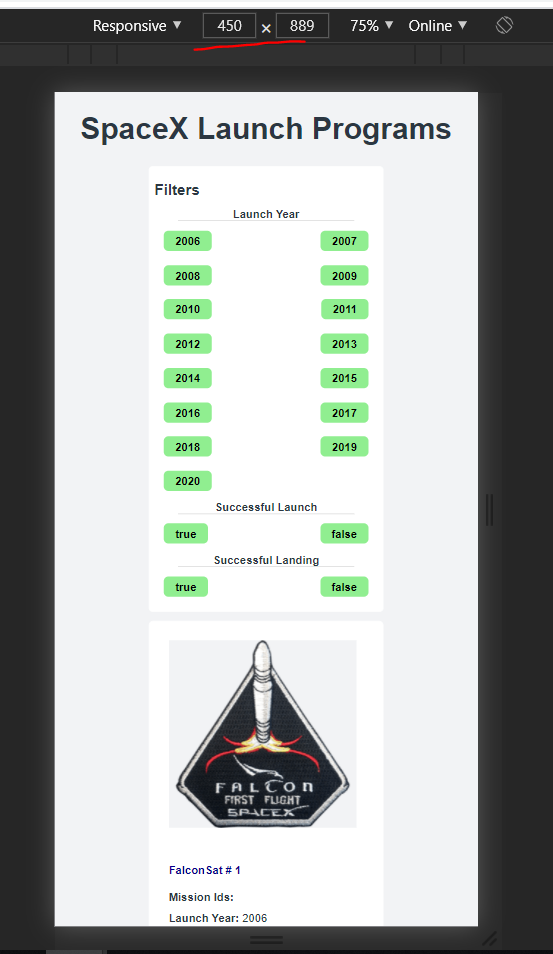 Responsive ▼ 450 × 889 75% ▼ Online ▼
SpaceX Launch Programs
Filters
Launch Year
2006 2007
2008 2009
2010 2011
2012 2013
2014 2015
2016 2017
2018 2019
2020
Successful Launch
true false
Successful Landing
true false
FALCON
FIRST FLIGHT
SPACEX
FalconSat # 1
Mission Ids:
Launch Year: 2006